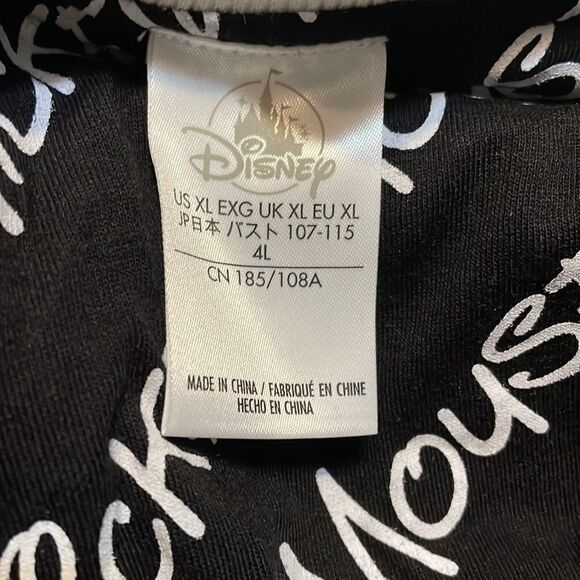 Disney
US XL EXG UK XL EU XL
JP日本 バスト 107-115
4L
CN 185/108A
MADE IN CHINA / FABRIQUÉ EN CHINE
HECHO EN CHINA
Mous